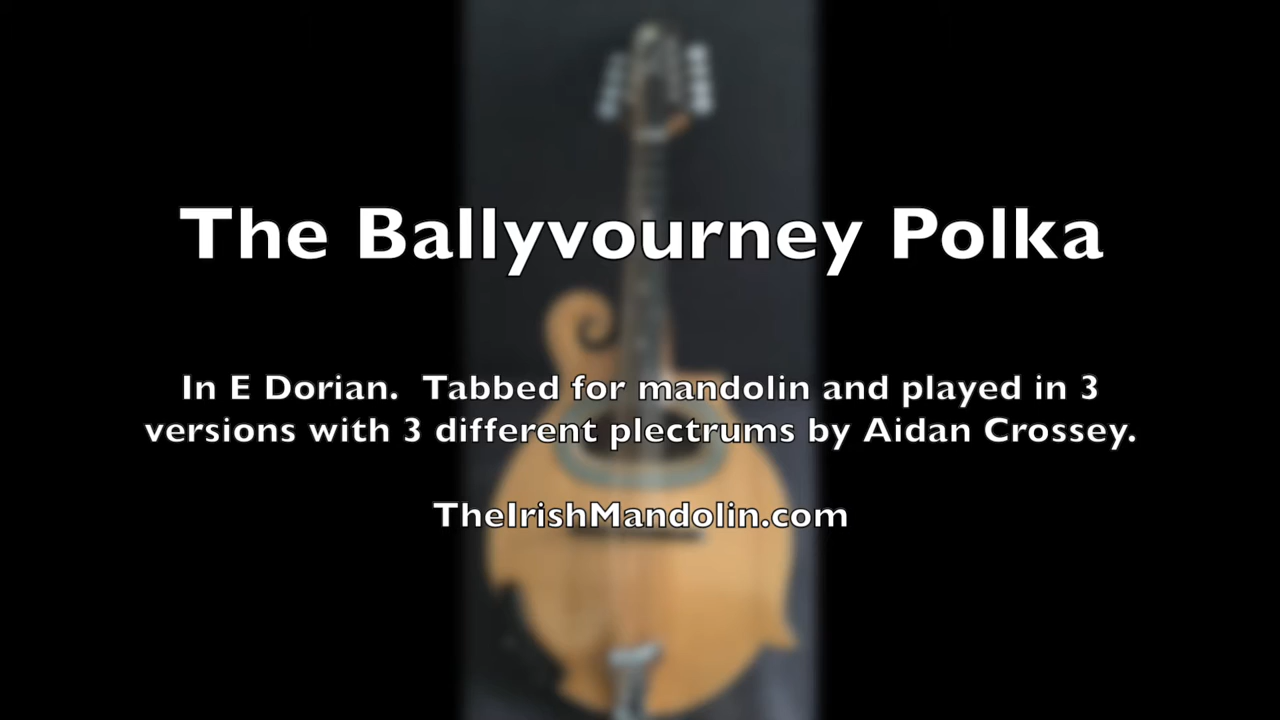 The Ballyvourney Polka
In E Dorian.  Tabbed for mandolin and played in 3
versions with 3 different plectrums by Aidan Crossey.
TheIrishMandolin.com